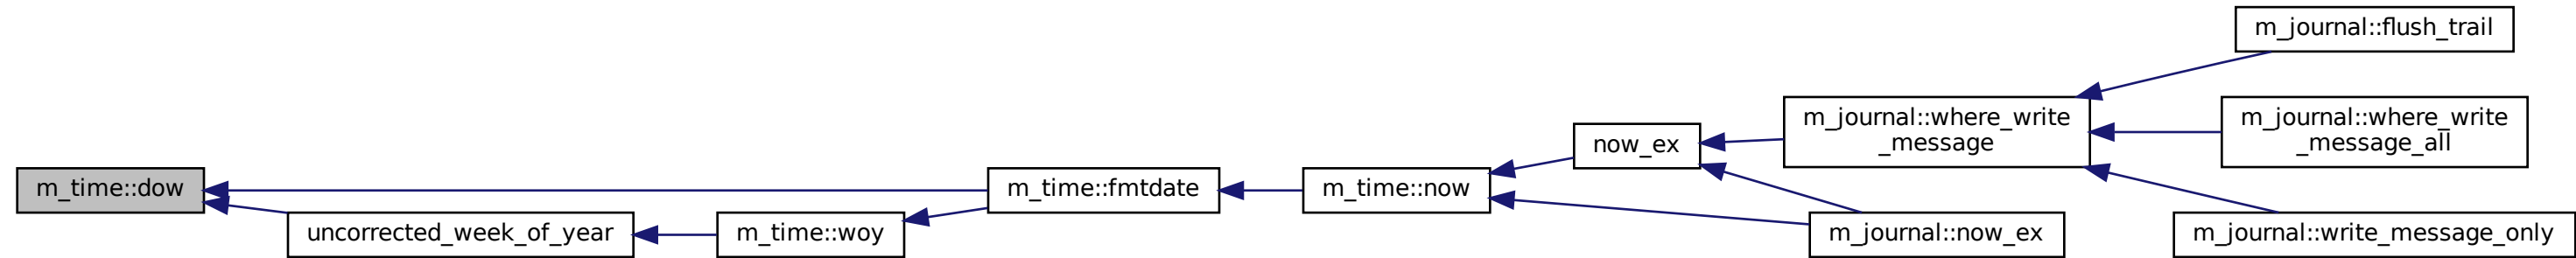 m_journal::flush_trail
m_journal::where_write
_message
m_journal::where_write
_message_all
now_ex
m_time::dow
m_time::fmtdate
m_time::now
uncorrected_week_of_year
m_time::woy
m_journal::now_ex
m_journal::write_message_only